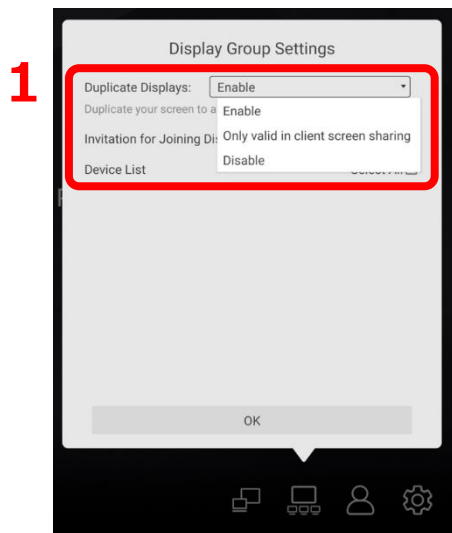 Display Group Settings
1
Duplicate Displays: Enable
Duplicate your screen to a
Enable
Invitation for Joining Di
Only valid in client screen sharing
Disable
Device List
OK